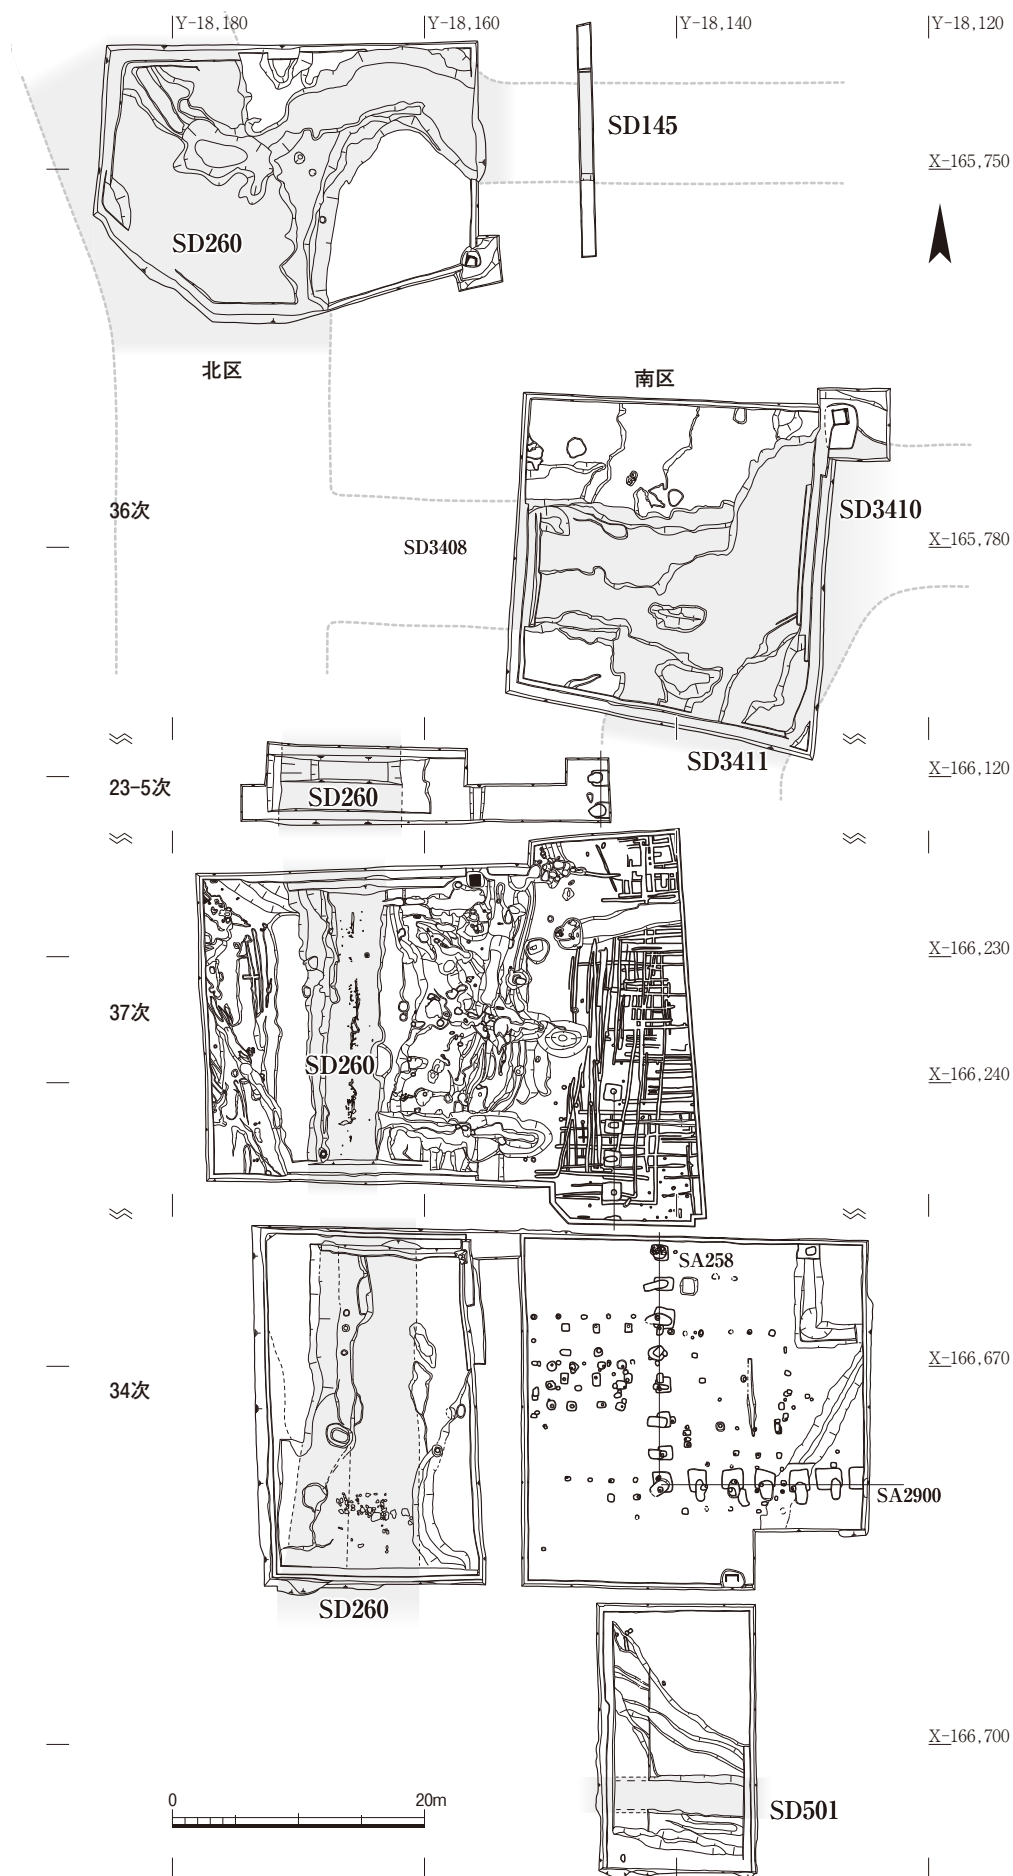 Y-18,180
Y-18,160
Y-18,140
Y-18,120
SD145
X-165,750
SD260
北区
南区
36次
SD3410
SD3408
X-165,780
SD3411
X-166,120
23-5次
SD260
X-166,230
37次
SD260
X-166,240
SA258
X-166,670
34次
SA2900
SD260
X-166,700
0
20m
SD501